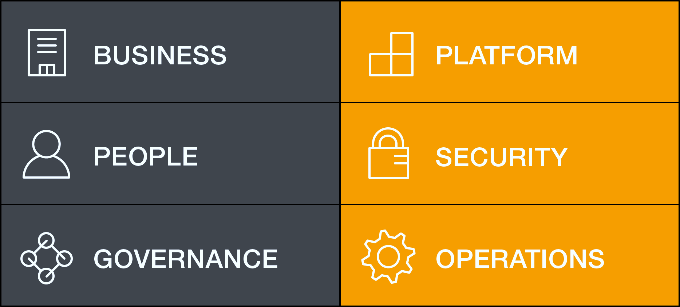 BUSINESS
PLATFORM
PEOPLE
SECURITY
GOVERNANCE
OPERATIONS